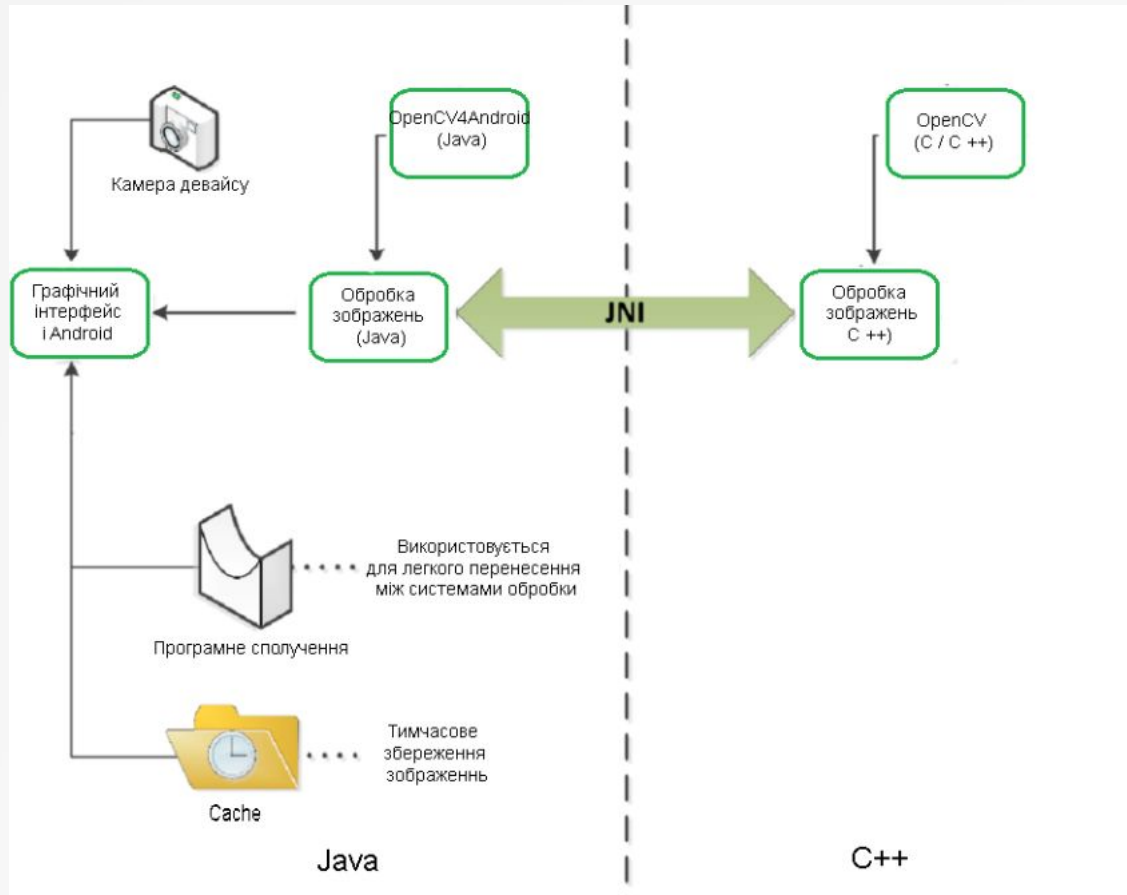 OpenCV4Android
(Java)
OpenCV
(C / C ++)
Камера девайсу
Графічний
інтерфейс
і Android
Обробка
зображень
(Java)
JNI
Обробка
зображень
C ++)
Використовується
для легкого перенесення
між системами обробки
Програмне сполучення
Тимчасове
збереження
зображеннь
Cache
Java
C++